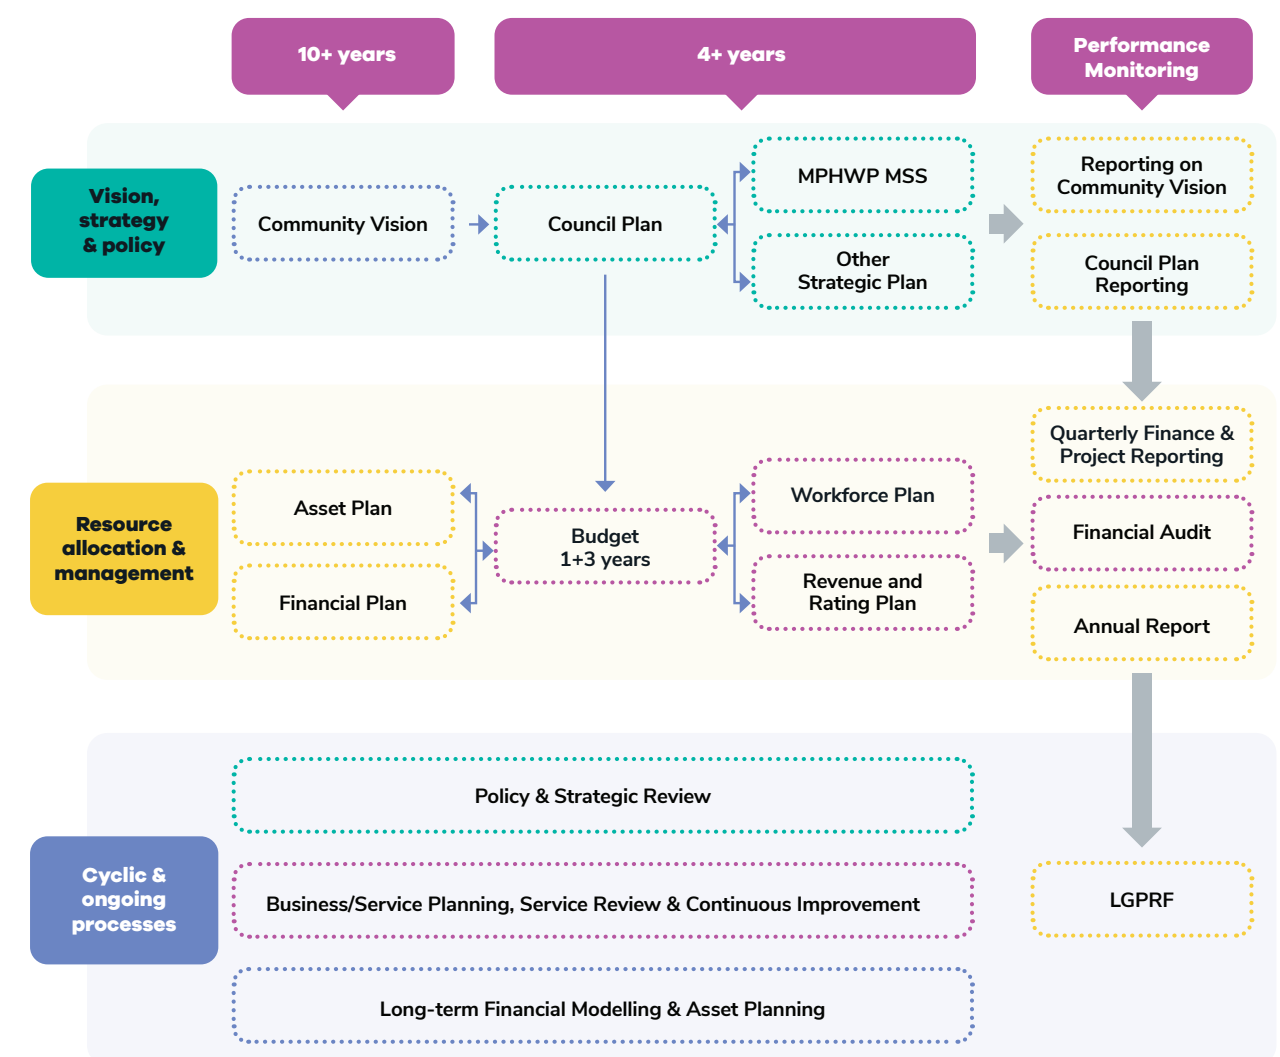 10+ years
4+ years
Performance
Monitoring
Vision,
strategy
& policy
Community Vision
Council Plan
MPHWP MSS
Other
Strategic Plan
Reporting on
Community Vision
Council Plan
Reporting
Resource
allocation &
management
Asset Plan
Financial Plan
Budget
1+3 years
Workforce Plan
Revenue and
Rating Plan
Quarterly Finance &
Project Reporting
Financial Audit
Annual Report
Cyclic &
ongoing
processes
Policy & Strategic Review
Business/Service Planning, Service Review & Continuous Improvement
Long-term Financial Modelling & Asset Planning
LGPRF